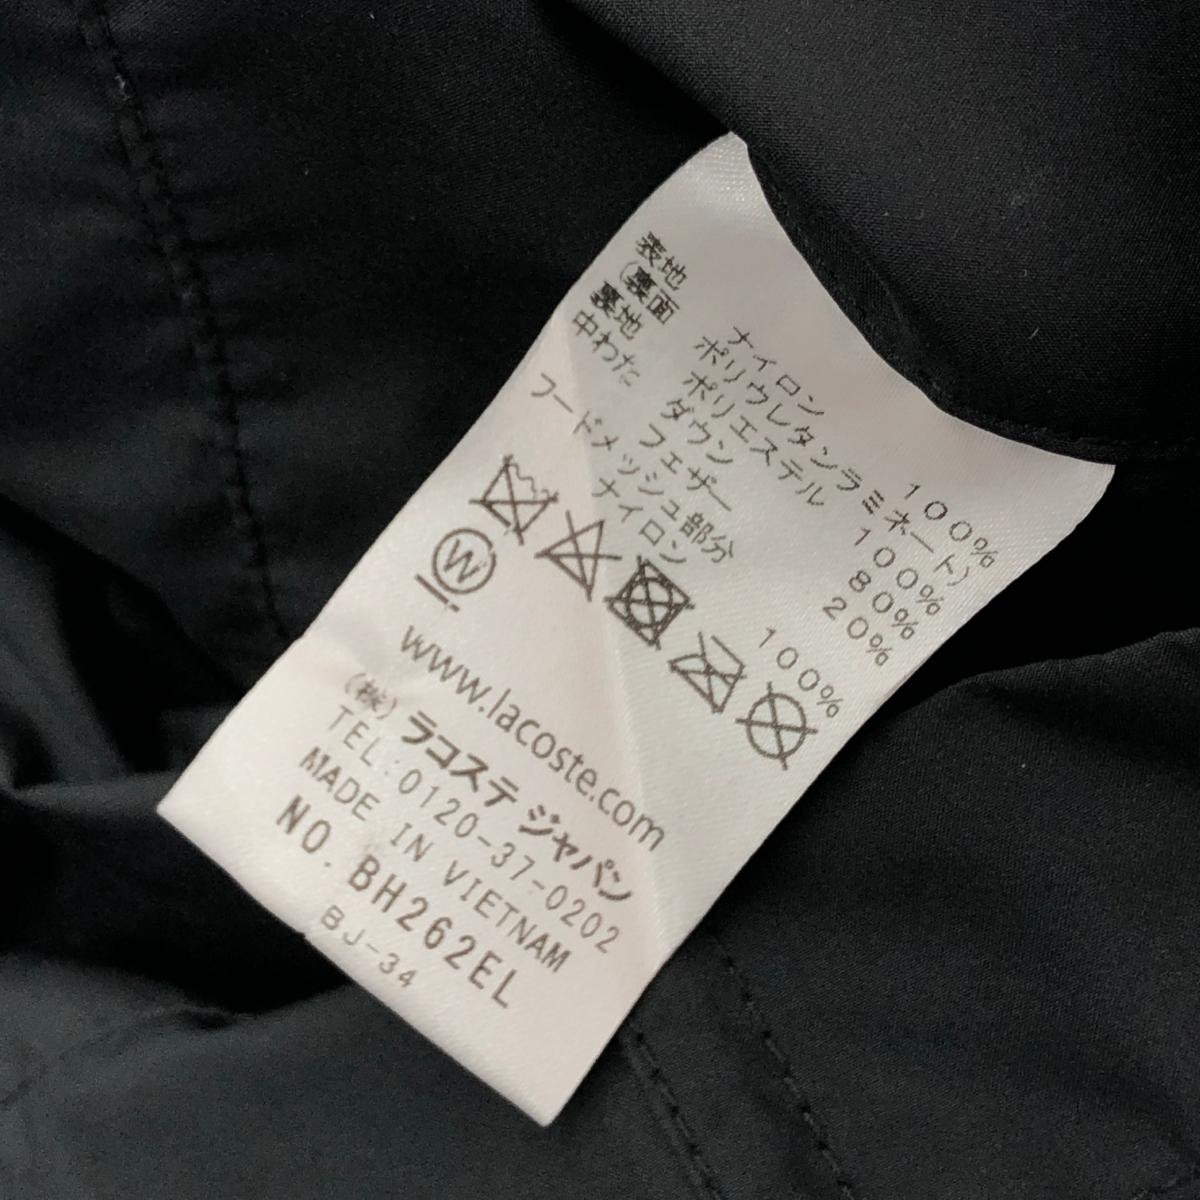 表地 ナイロン 100%
(裏面 ポリウレタンラミネート)
裏地 ポリエステル 100%
中わた ダウン 80%
フェザー 20%
フードメッシュ部分
ナイロン 100%
W
www.lacoste.com
(株) ラコステ ジャパン
TEL:0120-37-0202
MADE IN VIETNAM
NO. BH262EL
BJ-34